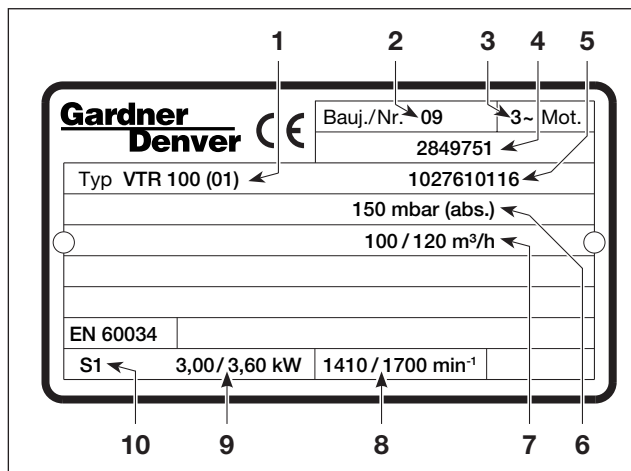 1 2 3 4 5
Gardner
Denver
CE
Bauj./Nr. 09 3~ Mot.
2849751
Typ VTR 100 (01) 1027610116
150 mbar (abs.)
100 / 120 m³/h
EN 60034
S1 3,00/3,60 kW 1410/1700 min⁻¹
10 9 8 7 6